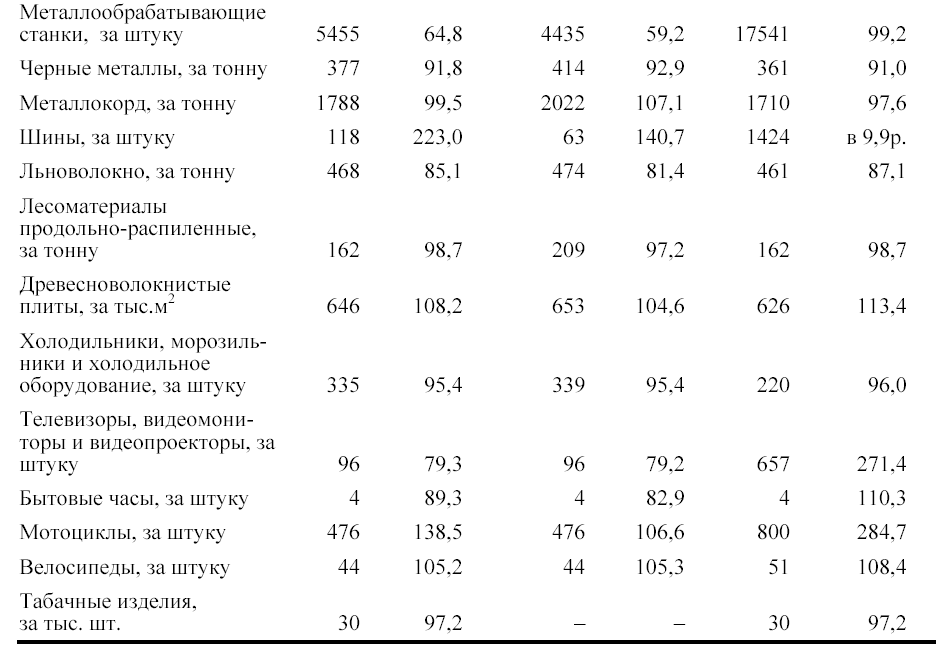 Металлообрабатывающие
станки, за штуку 5455 64,8 4435 59,2 17541 99,2
Черные металлы, за тонну 377 91,8 414 92,9 361 91,0
Металлокорд, за тонну 1788 99,5 2022 107,1 1710 97,6
Шины, за штуку 118 223,0 63 140,7 1424 в 9,9р.
Льноволокно, за тонну 468 85,1 474 81,4 461 87,1
Лесоматериалы
продольно-распиленные,
за тонну 162 98,7 209 97,2 162 98,7
Древесноволокнистые
плиты, за тыс.м2 646 108,2 653 104,6 626 113,4
Холодильники, морозиль-
ники и холодильное
оборудование, за штуку 335 95,4 339 95,4 220 96,0
Телевизоры, видеомони-
торы и видеопроекторы, за
штуку 96 79,3 96 79,2 657 271,4
Бытовые часы, за штуку 4 89,3 4 82,9 4 110,3
Мотоциклы, за штуку 476 138,5 476 106,6 800 284,7
Велосипеды, за штуку 44 105,2 44 105,3 51 108,4
Табачные изделия,
за тыс. шт. 30 97,2 – – 30 97,2